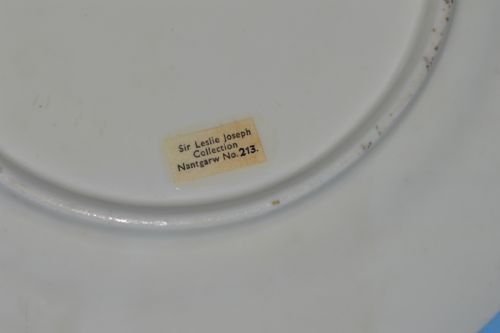 Sir Leslie Joseph
Collection
Nantgarw No.213.